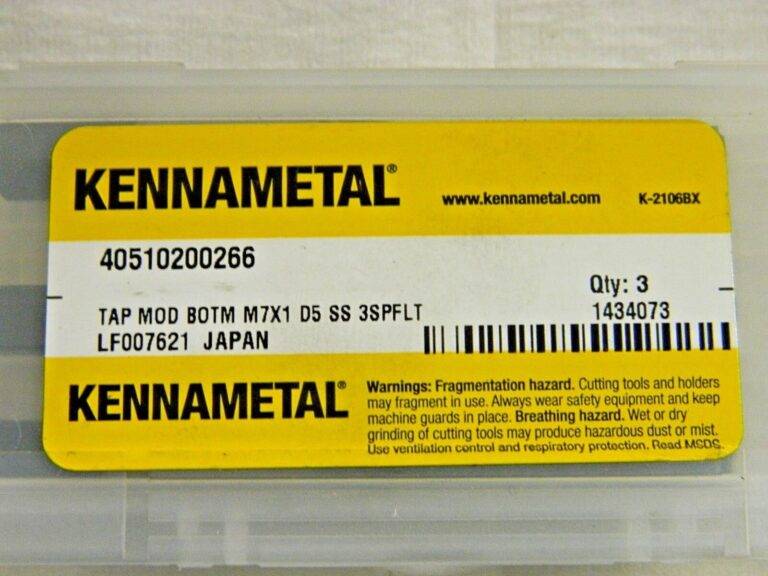 KENNAMETAL® www.kennametal.com K-2106BX
40510200266
Qty: 3
TAP MOD BOTM M7X1 D5 SS 3SPFLT 1434073
LF007621 JAPAN
KENNAMETAL®
Warnings: Fragmentation hazard. Cutting tools and holders
may fragment in use. Always wear safety equipment and keep
machine guards in place. Breathing hazard. Wet or dry
grinding of cutting tools may produce hazardous dust or mist.
Use ventilation control and respiratory protection. Read MSDS.